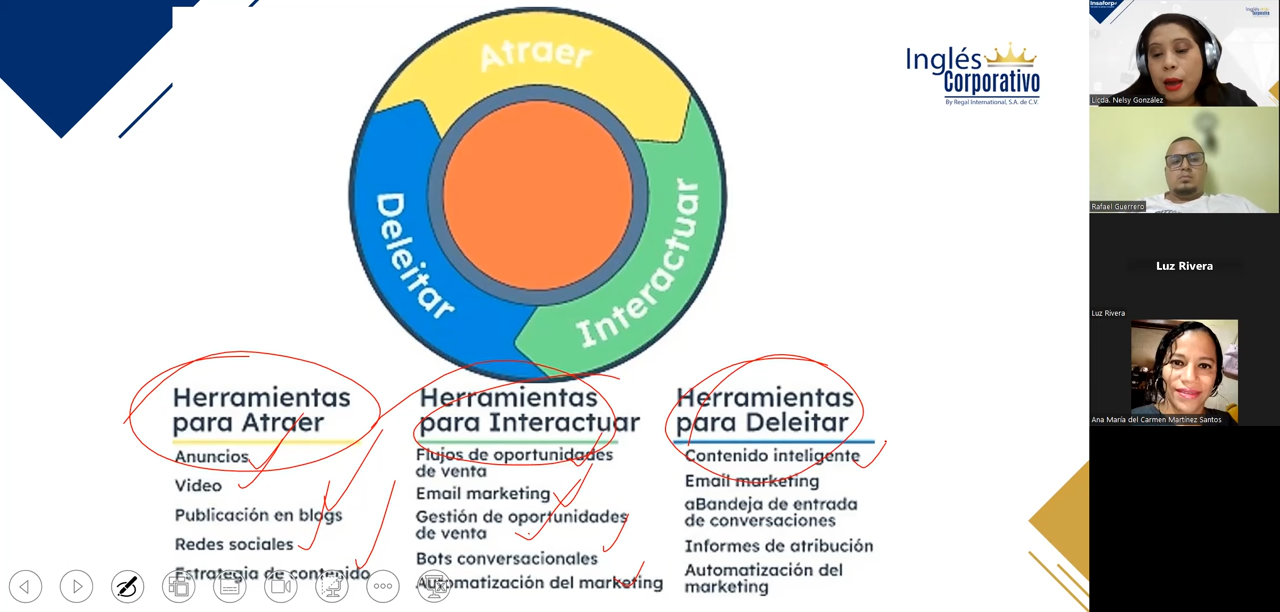 Atraer
Deleitar
Interactuar
Inglés
Corporativo
By Regal International, S.A. de C.V.
Herramientas
para Atraer
Anuncios
Video
Publicación en blogs
Redes sociales
Estrategia de contenido
Herramientas
para Interactuar
Flujos de oportunidades
de venta
Email marketing
Gestión de oportunidades
de venta
Bots conversacionales
Automatización del marketing
Herramientas
para Deleitar
Contenido inteligente
Email marketing
aBandeja de entrada
de conversaciones
Informes de atribución
Automatización del
marketing
Insaforp
Licda. Nelsy González
Rafael Guerrero
Luz Rivera
Luz Rivera
Ana María del Carmen Martinez Santos